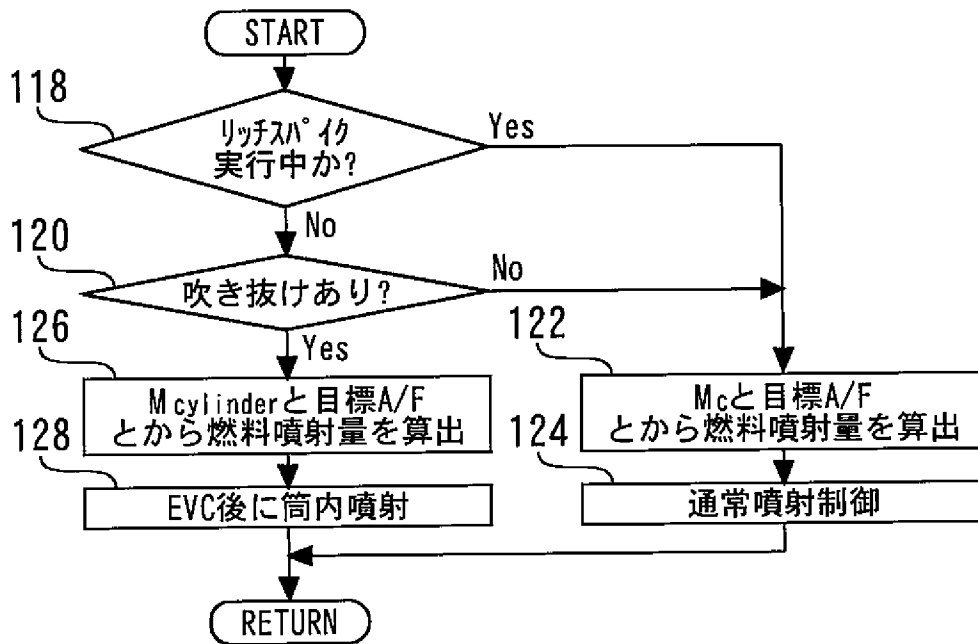 START
118
リッチスパイク
実行中か?
Yes
No
120
吹き抜けあり?
No
Yes
126
Mcylinderと目標A/F
とから燃料噴射量を算出
122
Mcと目標A/F
とから燃料噴射量を算出
128
EVC後に筒内噴射
124
通常噴射制御
RETURN